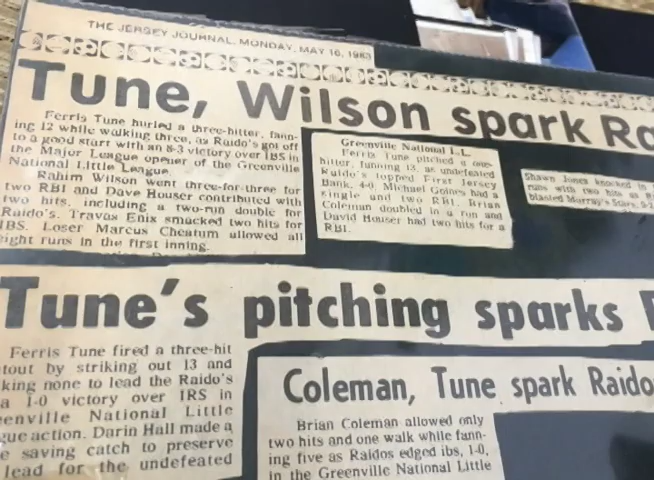 THE JERSEY JOURNAL, MONDAY, MAY 16, 1983
Tune, Wilson spark Ra
Ferris Tune hurled a three-hitter, fann-
ing 12 while walking three, as Raido's got off
to a good start with an 8-3 victory over IBS in
the Major League opener of the Greenville
National Little League.
Rahim Wilson went three-for-three for
two RBI and Dave Houser contributed with
two hits, including a two-run double for
Raido's. Travas Enix smacked two hits for
IBS. Loser Marcus Cheatum allowed all
eight runs in the first inning.
Greenville National L.L.
Ferris Tune pitched a one-
hitter, fanning 13, as undefeated
Raido's topped First Jersey
Bank, 4-0. Michael Goines had a
single and two RBI. Brian
Coleman doubled in a run and
David Houser had two hits for a
RBI.
Shawn Jones knocked in
runs with two hits as
blasted Murray's Stars, 9-2
Tune's pitching sparks
Ferris Tune fired a three-hit
tout by striking out 13 and
king none to lead the Raido's
a 1-0 victory over IRS in
enville National Little
gue action. Darin Hall made a
e saving catch to preserve
lead for the undefeated
Coleman, Tune spark Raido
Brian Coleman allowed only
two hits and one walk while fann-
ing five as Raidos edged ibs, 1-0,
in the Greenville National Little